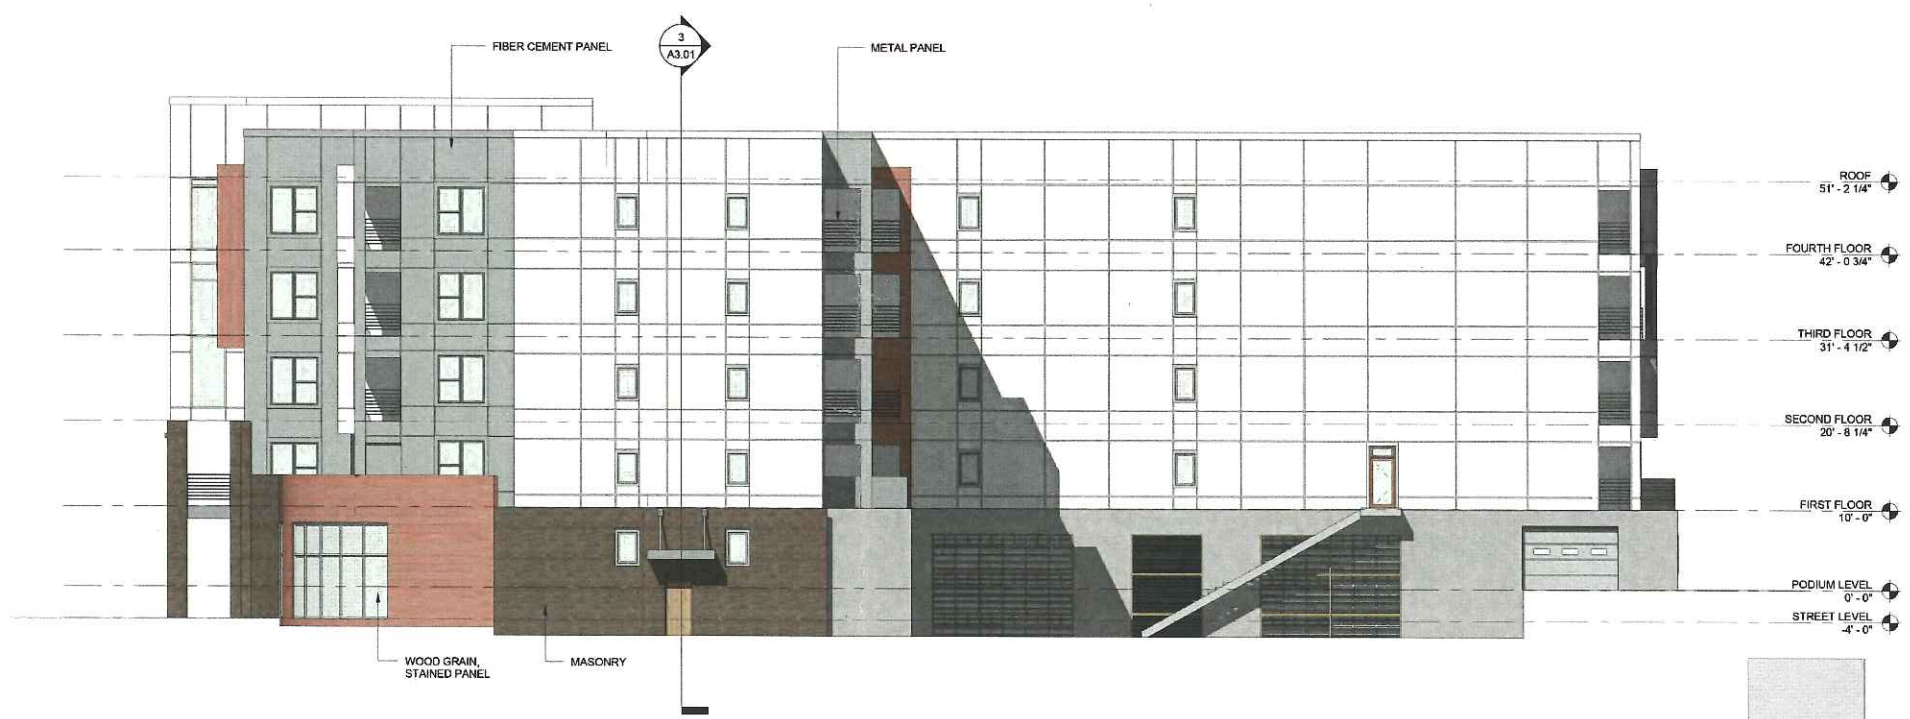 FIBER CEMENT PANEL
3
A3.01
METAL PANEL
ROOF
51' - 2 1/4"
FOURTH FLOOR
42' - 0 3/4"
THIRD FLOOR
31' - 4 1/2"
SECOND FLOOR
20' - 8 1/4"
FIRST FLOOR
10' - 0"
PODIUM LEVEL
0' - 0"
STREET LEVEL
-4' - 0"
WOOD GRAIN,
STAINED PANEL
MASONRY